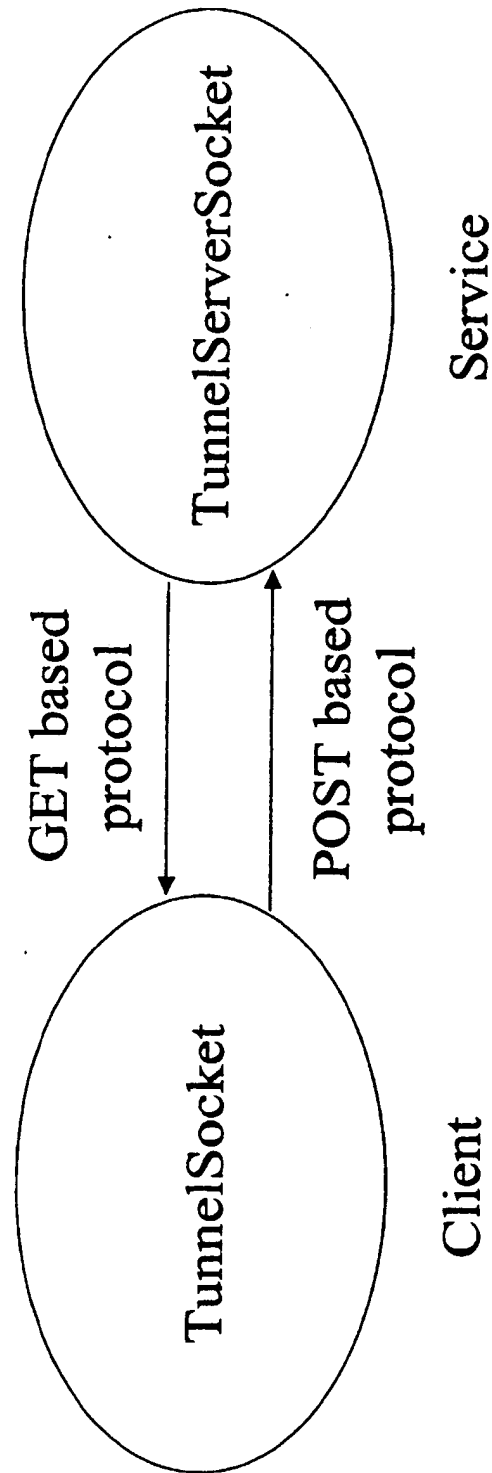 TunnelSocket
Client
GET based
protocol
POST based
protocol
TunnelServerSocket
Service